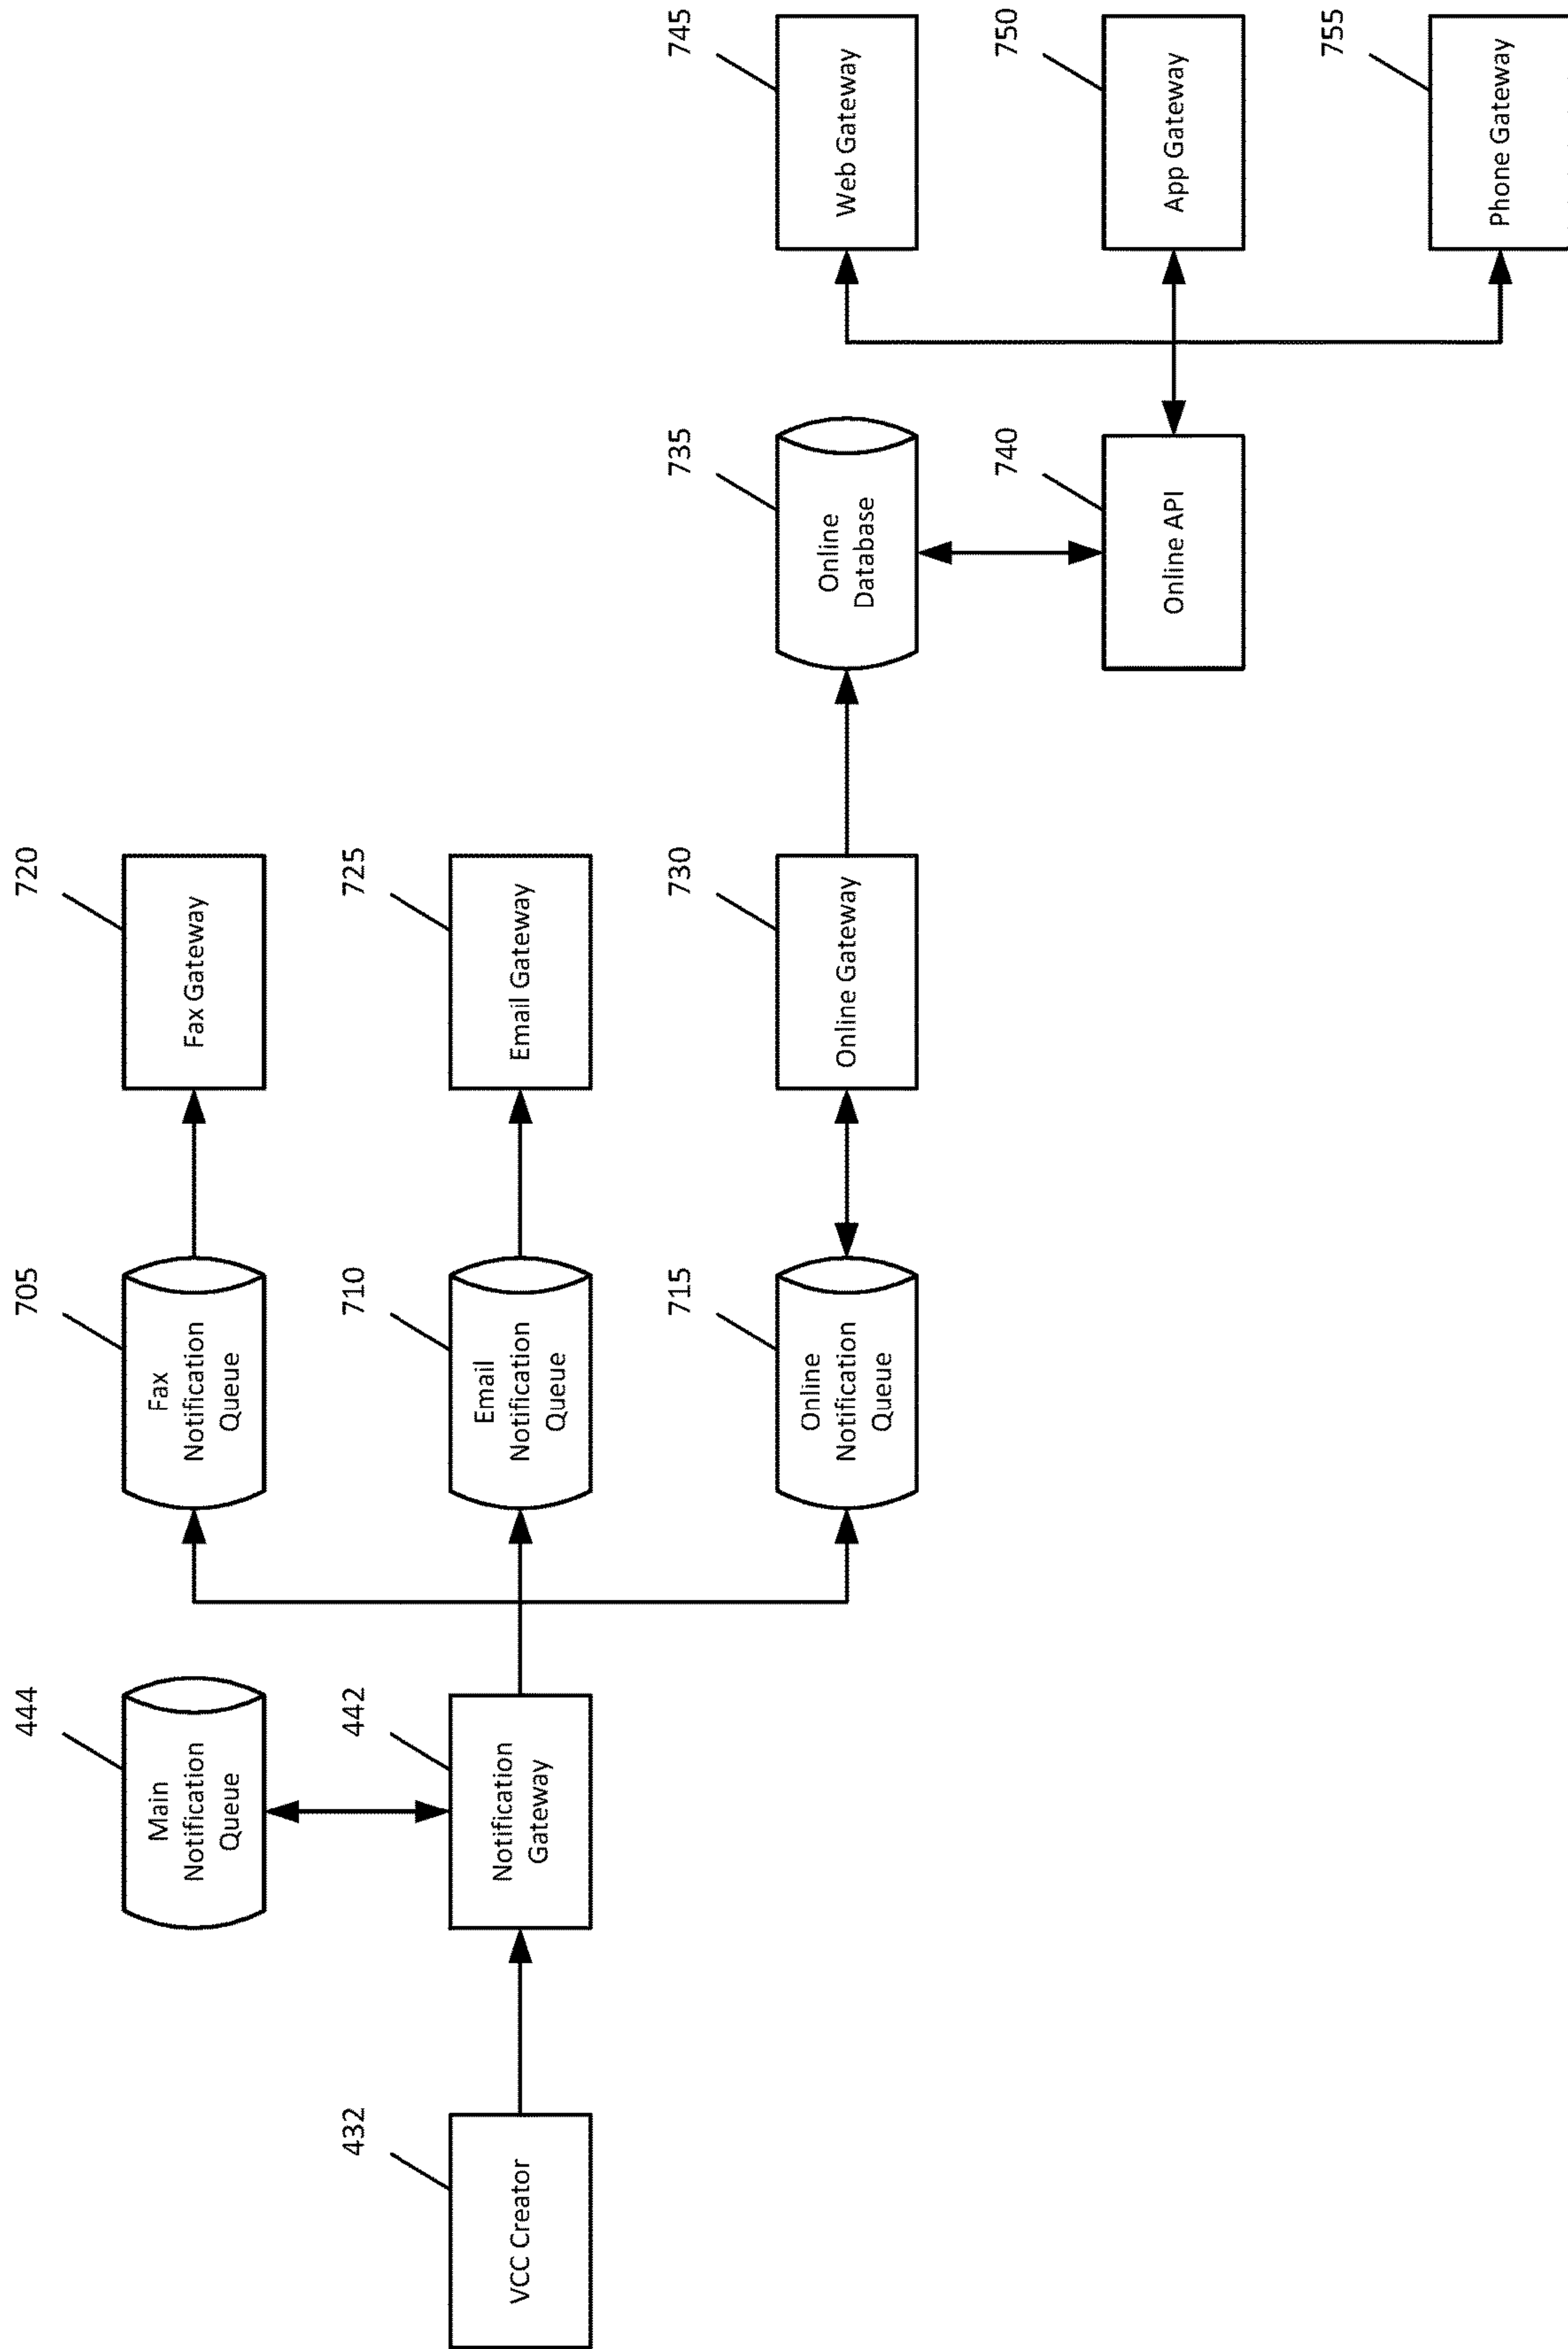 444
Main
Notification
Queue
705
Fax
Notification
Queue
720
Fax Gateway
432
VCC Creator
442
Notification
Gateway
710
Email
Notification
Queue
725
Email Gateway
715
Online
Notification
Queue
730
Online Gateway
735
Online
Database
745
Web Gateway
740
Online API
750
App Gateway
755
Phone Gateway